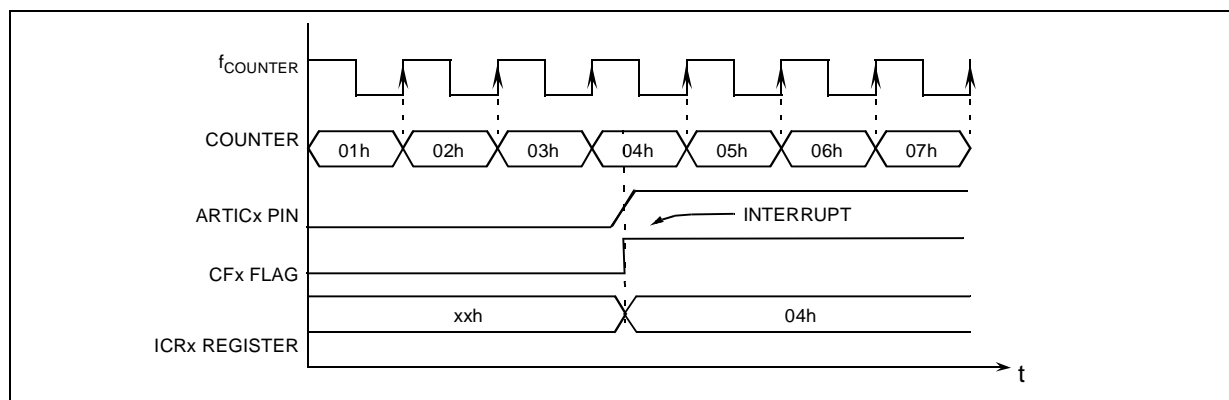 fCOUNTER
COUNTER
01h 02h 03h 04h 05h 06h 07h
ARTICx PIN
INTERRUPT
CFx FLAG
xxh 04h
ICRx REGISTER
t